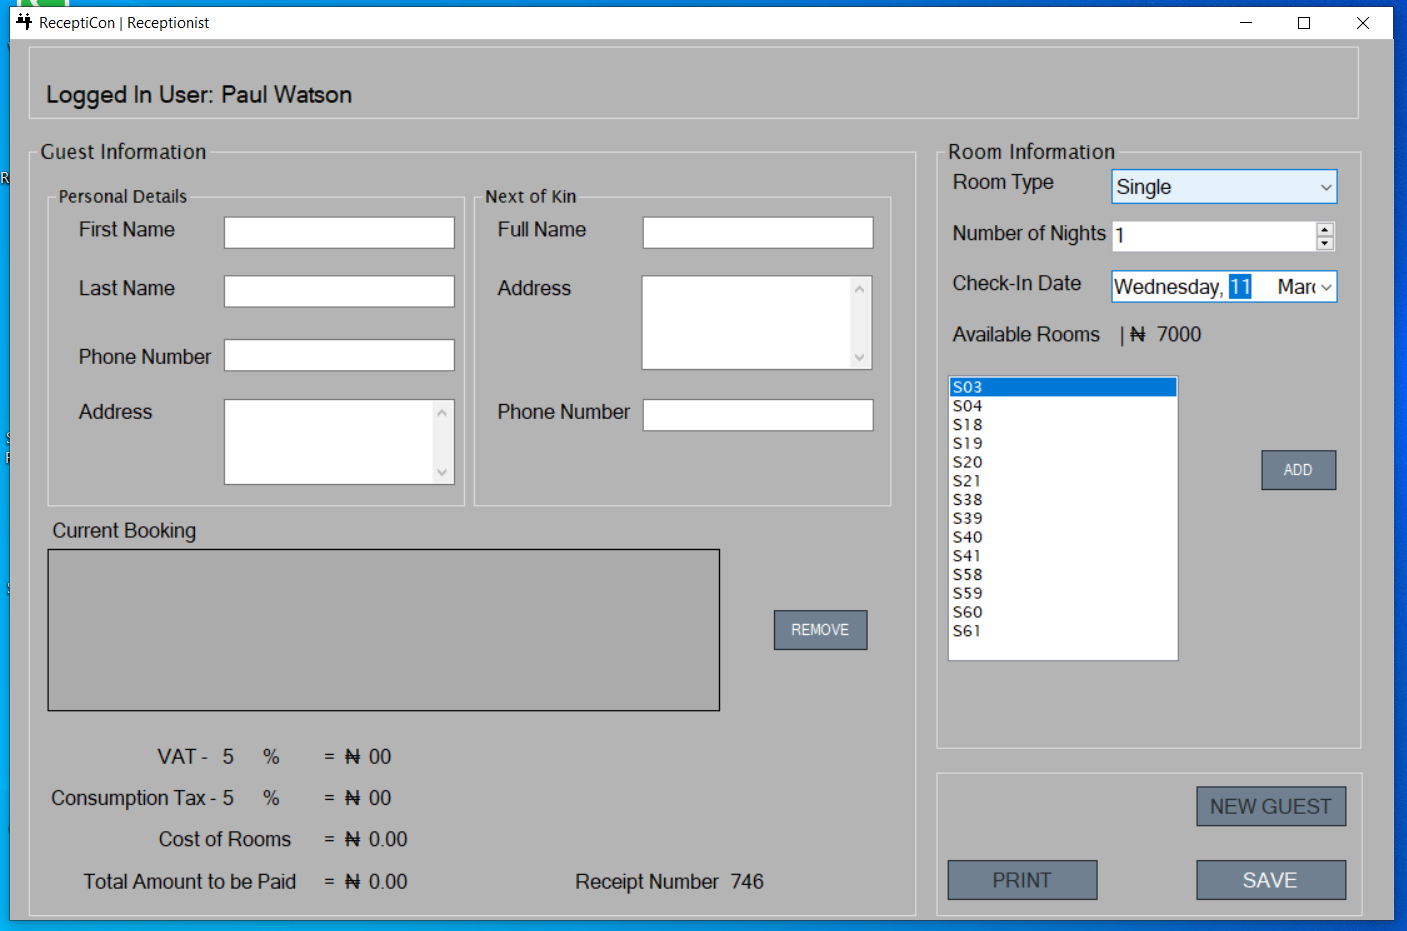 ReceptiCon | Receptionist
Logged In User: Paul Watson
Guest Information
Personal Details
First Name
Last Name
Phone Number
Address
Next of Kin
Full Name
Address
Phone Number
Current Booking
REMOVE
VAT - 5 % = ₦ 00
Consumption Tax - 5 % = ₦ 00
Cost of Rooms = ₦ 0.00
Total Amount to be Paid = ₦ 0.00
Receipt Number 746
Room Information
Room Type Single
Number of Nights 1
Check-In Date Wednesday, 11 Marc
Available Rooms | ₦ 7000
S03
S04
S18
S19
S20
S21
S38
S39
S40
S41
S58
S59
S60
S61
ADD
NEW GUEST
PRINT SAVE